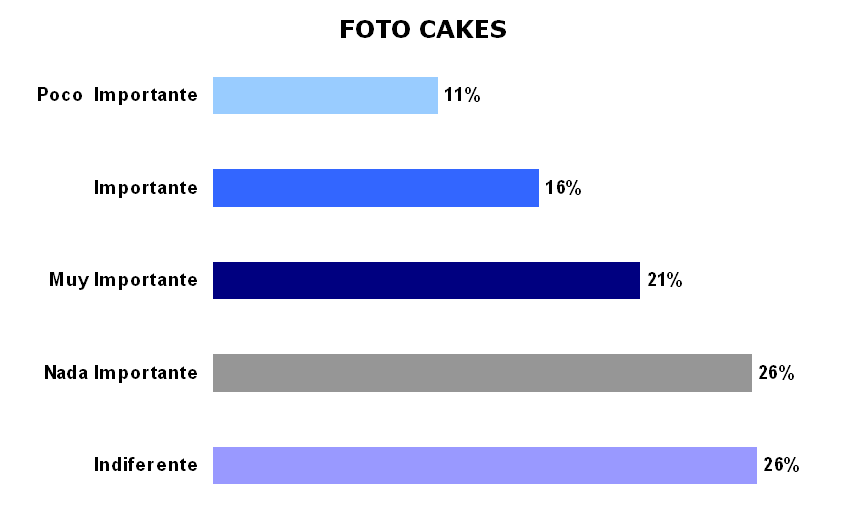 FOTO CAKES
Poco Importante 11%
Importante 16%
Muy Importante 21%
Nada Importante 26%
Indiferente 26%